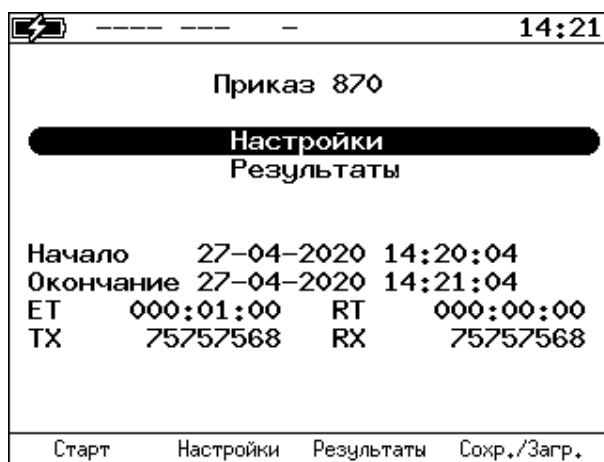 ---- --- - 14:21
Приказ 870
Настройки
Результаты
Начало 27-04-2020 14:20:04
Окончание 27-04-2020 14:21:04
ET 000:01:00 RT 000:00:00
TX 75757568 RX 75757568
Старт Настройки Результаты Сохр./Загр.